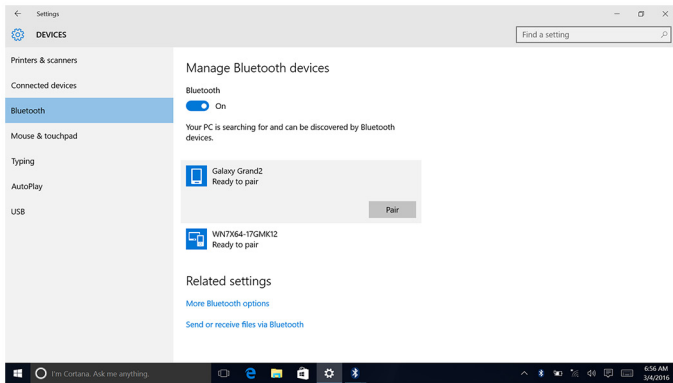 Settings
DEVICES
Find a setting
Printers & scanners
Connected devices
Bluetooth
Mouse & touchpad
Typing
AutoPlay
USB
Manage Bluetooth devices
Bluetooth
On
Your PC is searching for and can be discovered by Bluetooth
devices.
Galaxy Grand2
Ready to pair
Pair
WN7X64-17GMK12
Ready to pair
Related settings
More Bluetooth options
Send or receive files via Bluetooth
I'm Cortana. Ask me anything.
6:56 AM
3/4/2016